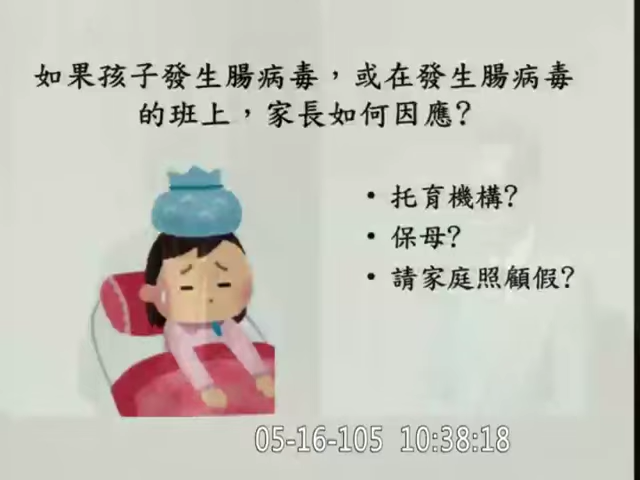 如果孩子發生腸病毒，或在發生腸病毒
的班上，家長如何因應?
• 托育機構?
• 保母?
• 請家庭照顧假?
05-16-105 10:38:18